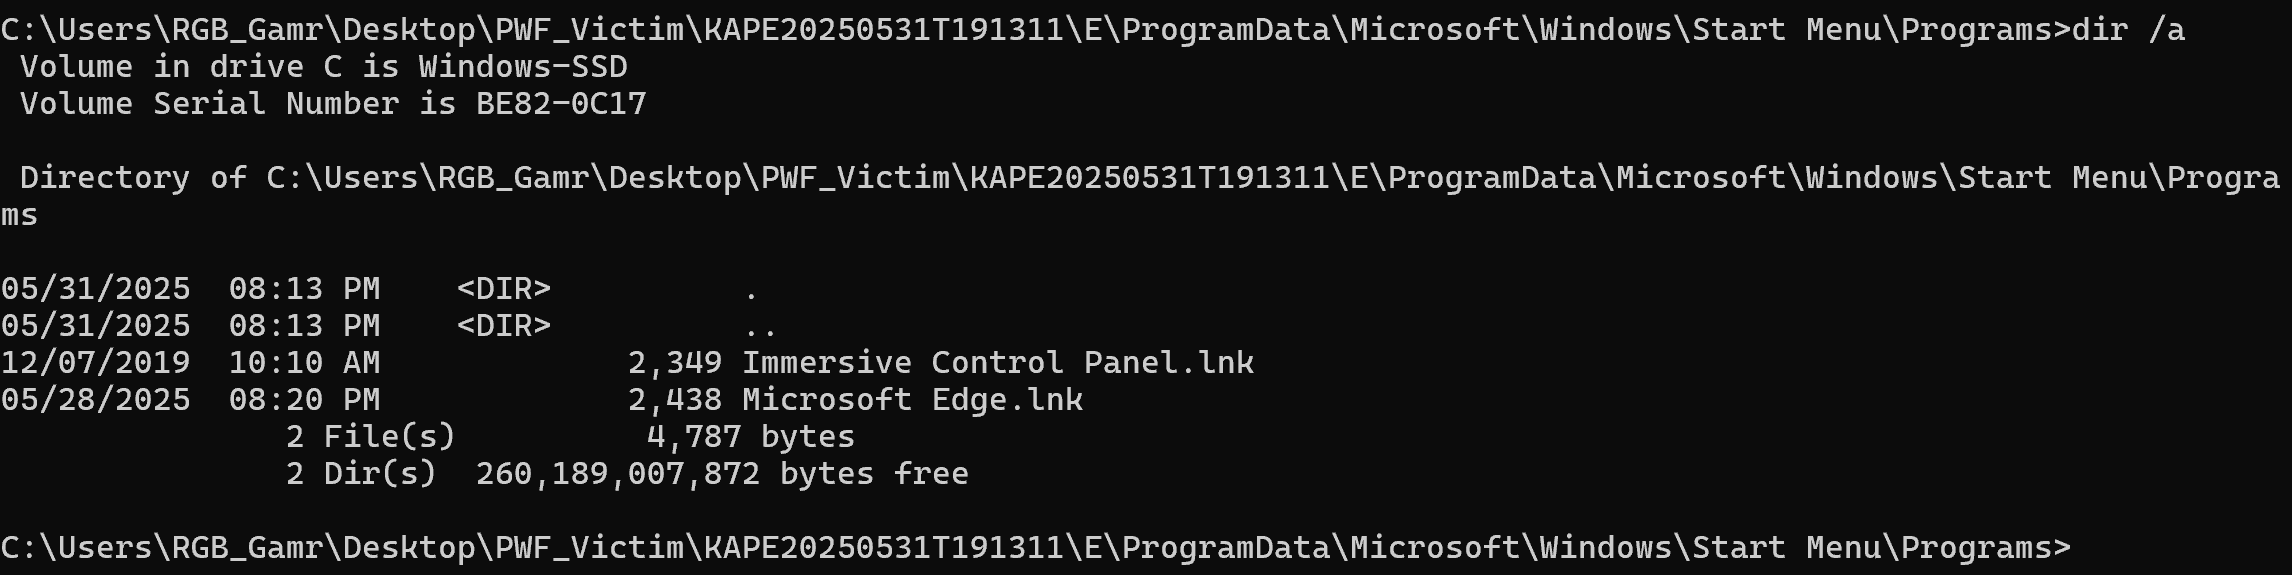 C:\Users\RGB_Gamr\Desktop\PWF_Victim\KAPE20250531T191311\E\ProgramData\Microsoft\Windows\Start Menu\Programs>dir /a
 Volume in drive C is Windows-SSD
 Volume Serial Number is BE82-0C17

 Directory of C:\Users\RGB_Gamr\Desktop\PWF_Victim\KAPE20250531T191311\E\ProgramData\Microsoft\Windows\Start Menu\Progra
ms

05/31/2025  08:13 PM    <DIR>          .
05/31/2025  08:13 PM    <DIR>          ..
12/07/2019  10:10 AM             2,349 Immersive Control Panel.lnk
05/28/2025  08:20 PM             2,438 Microsoft Edge.lnk
               2 File(s)          4,787 bytes
               2 Dir(s)  260,189,007,872 bytes free

C:\Users\RGB_Gamr\Desktop\PWF_Victim\KAPE20250531T191311\E\ProgramData\Microsoft\Windows\Start Menu\Programs>